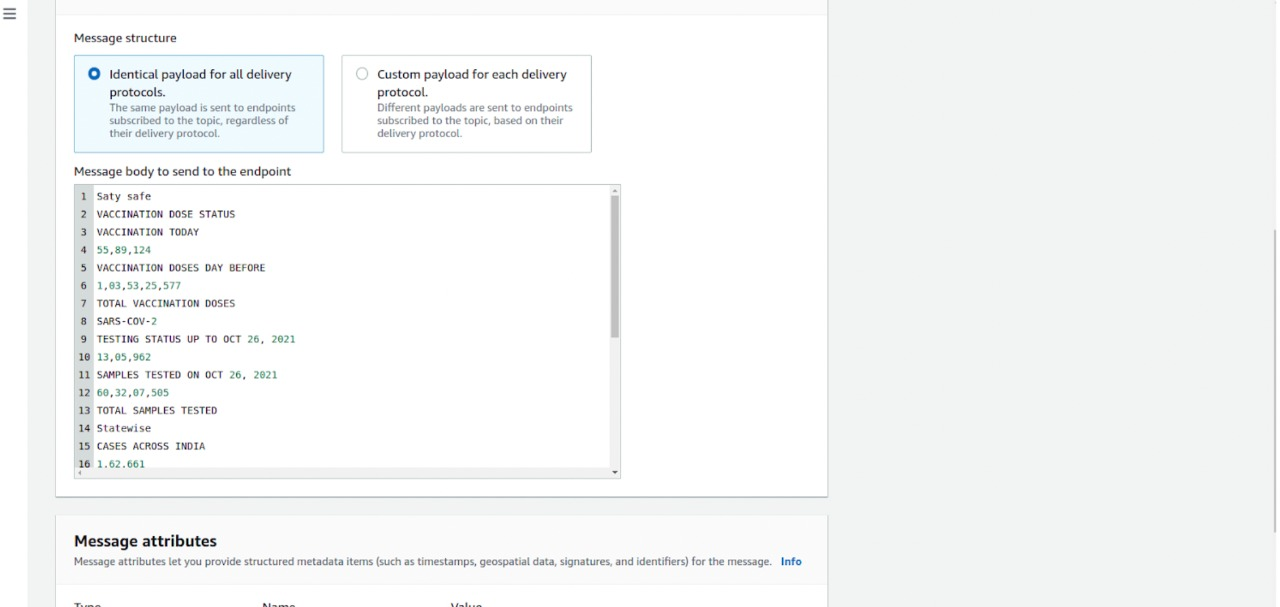 Message structure
Identical payload for all delivery
protocols.
The same payload is sent to endpoints
subscribed to the topic, regardless of
their delivery protocol.
Custom payload for each delivery
protocol.
Different payloads are sent to endpoints
subscribed to the topic, based on their
delivery protocol.
Message body to send to the endpoint
1 Saty safe
2 VACCINATION DOSE STATUS
3 VACCINATION TODAY
4 55,89,124
5 VACCINATION DOSES DAY BEFORE
6 1,03,53,25,577
7 TOTAL VACCINATION DOSES
8 SARS-COV-2
9 TESTING STATUS UP TO OCT 26, 2021
10 13,05,962
11 SAMPLES TESTED ON OCT 26, 2021
12 60,32,07,505
13 TOTAL SAMPLES TESTED
14 Statewise
15 CASES ACROSS INDIA
16 1,62,661
Message attributes
Message attributes let you provide structured metadata items (such as timestamps, geospatial data, signatures, and identifiers) for the message. Info
Type Name Value